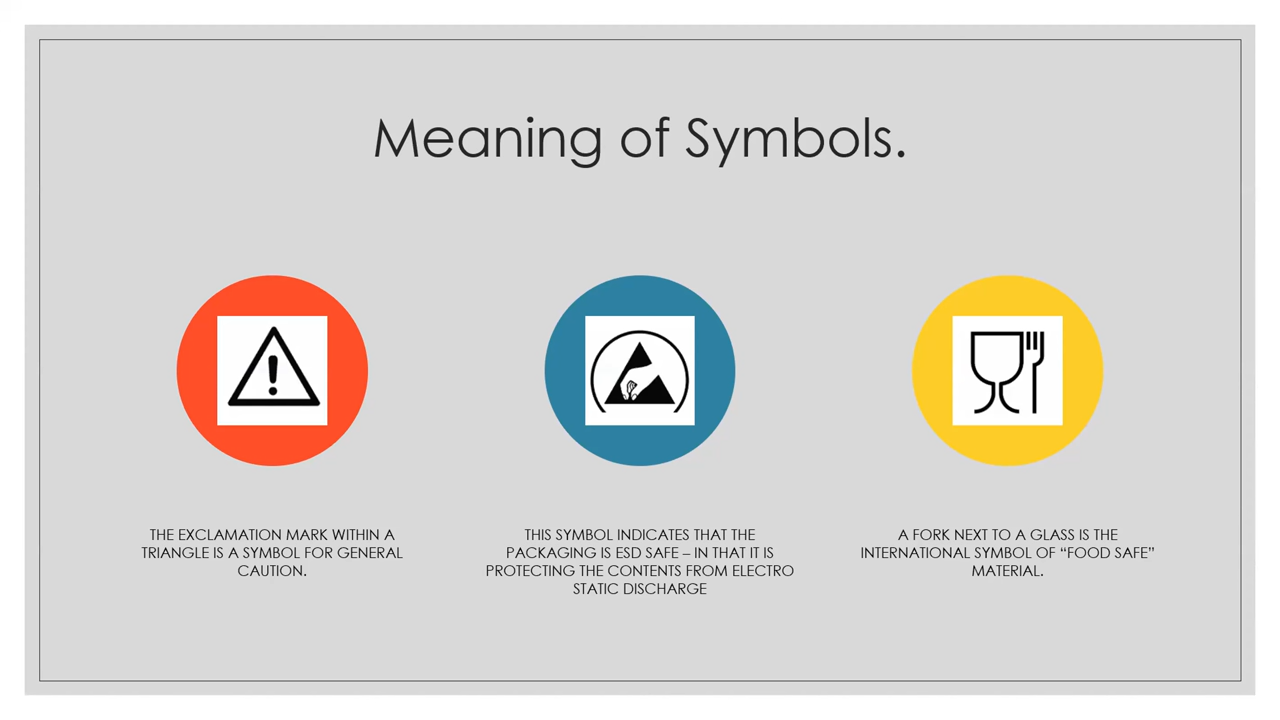 Meaning of Symbols.
THE EXCLAMATION MARK WITHIN A
TRIANGLE IS A SYMBOL FOR GENERAL
CAUTION.
THIS SYMBOL INDICATES THAT THE
PACKAGING IS ESD SAFE – IN THAT IT IS
PROTECTING THE CONTENTS FROM ELECTRO
STATIC DISCHARGE
A FORK NEXT TO A GLASS IS THE
INTERNATIONAL SYMBOL OF “FOOD SAFE”
MATERIAL.